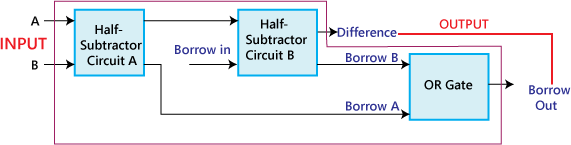 A
INPUT
B
Half-
Subtractor
Circuit A
Borrow in
Half-
Subtractor
Circuit B
Difference
OUTPUT
Borrow B
Borrow A
OR Gate
Borrow
Out